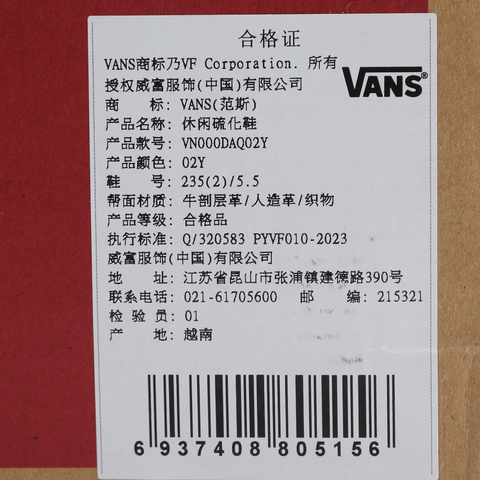 合格证
VANS商标乃VF Corporation. 所有
授权威富服饰(中国)有限公司
VANS®
商 标: VANS(范斯)
产品名称: 休闲硫化鞋
产品款号: VN000DAQ02Y
产品颜色: 02Y
鞋 号: 235(2)/5.5
帮面材质: 牛剖层革/人造革/织物
产品等级: 合格品
执行标准: Q/320583 PYVF010-2023
威富服饰(中国)有限公司
地 址: 江苏省昆山市张浦镇建德路390号
联系电话: 021-61705600 邮 编: 215321
检 验 员: 01
产 地: 越南
6 937408 805156